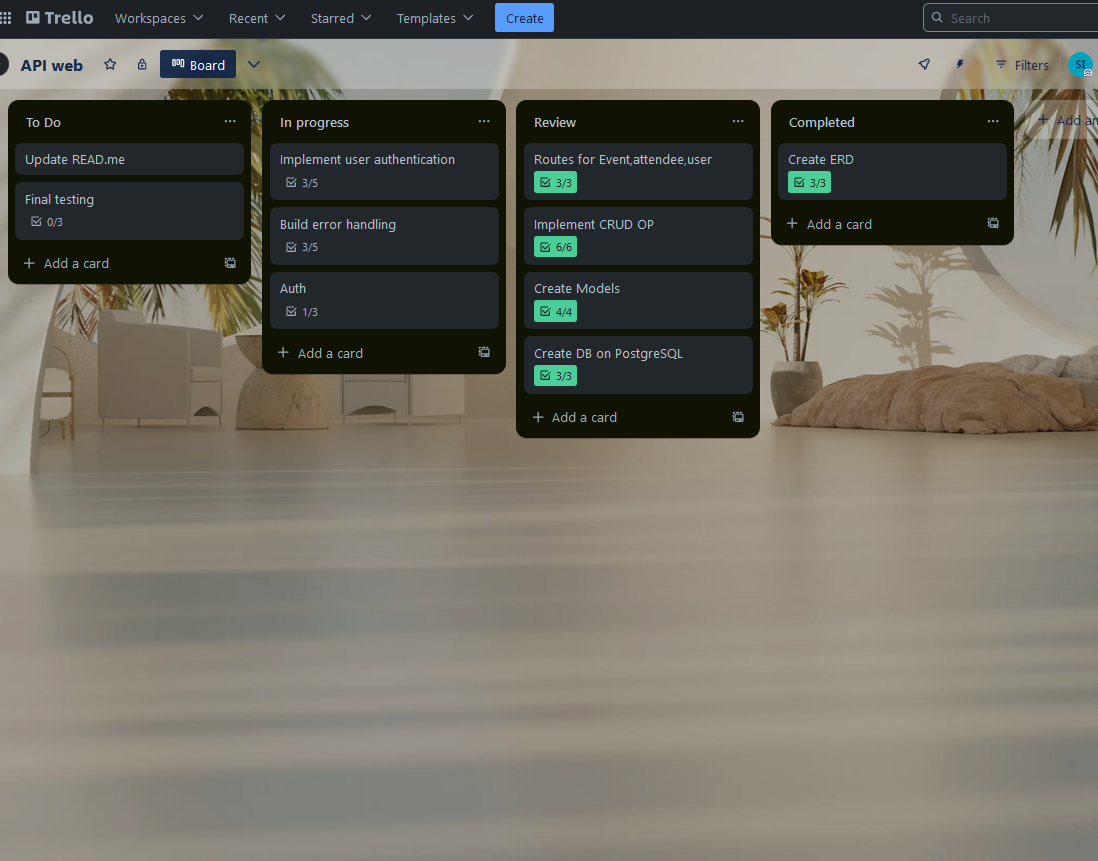 Trello Workspaces Recent Starred Templates Create Search
API web Board Filters SI
To Do
Update READ.me
Final testing
0/3
Add a card
In progress
Implement user authentication
3/5
Build error handling
3/5
Auth
1/3
Add a card
Review
Routes for Event,attendee,user
3/3
Implement CRUD OP
6/6
Create Models
4/4
Create DB on PostgreSQL
3/3
Add a card
Completed
Create ERD
3/3
Add a card
Add an